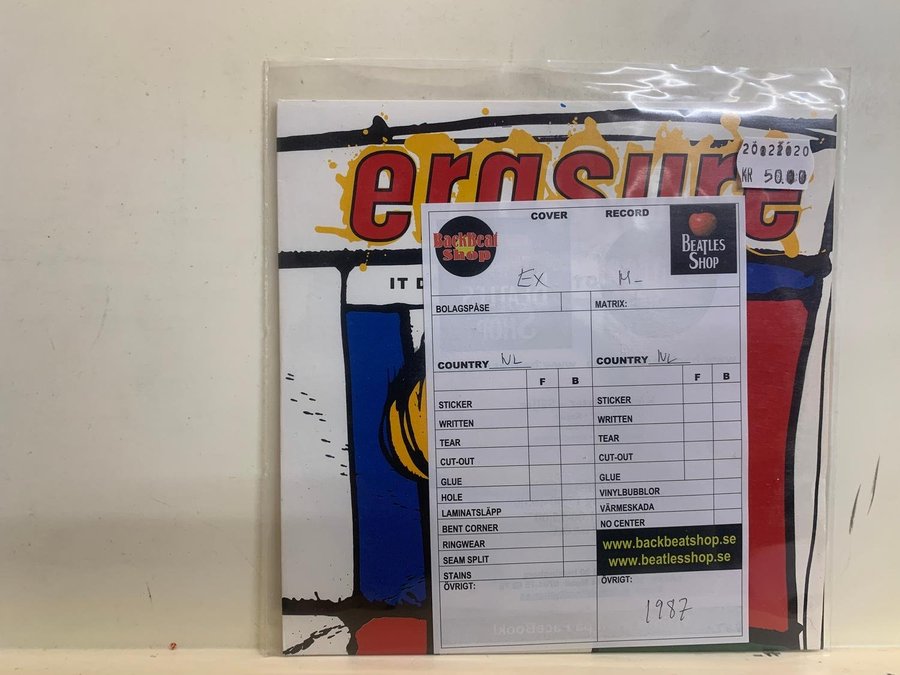 erasure
20022020
KR 50.00
IT D
COVER RECORD
BackBeat
Shop
BEATLES
SHOP
EX M-
BOLAGSPÅSE MATRIX:
COUNTRY NL COUNTRY NL
F B F B
STICKER STICKER
WRITTEN WRITTEN
TEAR TEAR
CUT-OUT CUT-OUT
GLUE GLUE
HOLE VINYLBUBBLOR
LAMINATSLÄPP VÄRMESKADA
BENT CORNER NO CENTER
RINGWEAR www.backbeatshop.se
SEAM SPLIT www.beatlesshop.se
STAINS
ÖVRIGT: ÖVRIGT:
1987